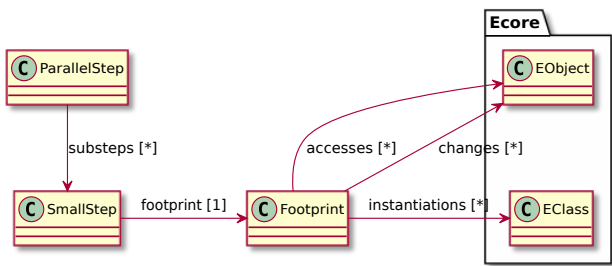 Ecore
C ParallelStep
C EObject
substeps [*]
accesses [*]
changes [*]
C SmallStep
footprint [1]
C Footprint
instantiations [*]
C EClass